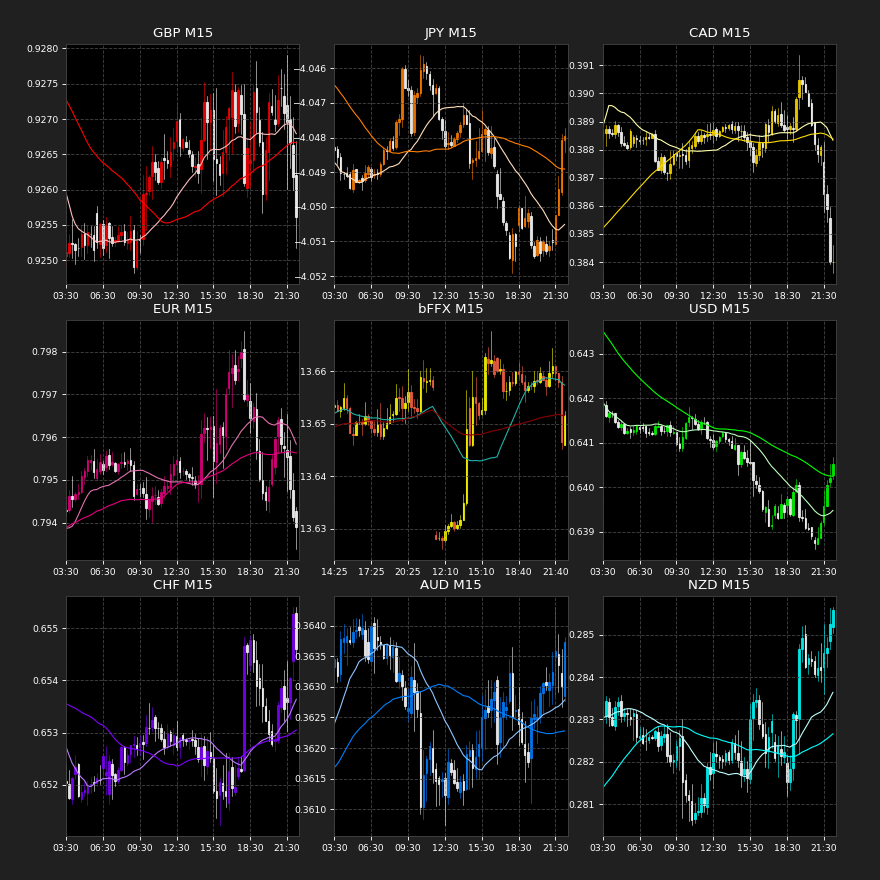 GBP M15
0.9280
0.9275
0.9270
0.9265
0.9260
0.9255
0.9250
03:30 06:30 09:30 12:30 15:30 18:30 21:30
JPY M15
−4.046
−4.047
−4.048
−4.049
−4.050
−4.051
−4.052
03:30 06:30 09:30 12:30 15:30 18:30 21:30
CAD M15
0.391
0.390
0.389
0.388
0.387
0.386
0.385
0.384
03:30 06:30 09:30 12:30 15:30 18:30 21:30
EUR M15
0.798
0.797
0.796
0.795
0.794
03:30 06:30 09:30 12:30 15:30 18:30 21:30
bFFX M15
13.66
13.65
13.64
13.63
14:25 17:25 20:25 12:10 15:10 18:40 21:40
USD M15
0.643
0.642
0.641
0.640
0.639
03:30 06:30 09:30 12:30 15:30 18:30 21:30
CHF M15
0.655
0.654
0.653
0.652
03:30 06:30 09:30 12:30 15:30 18:30 21:30
AUD M15
0.3640
0.3635
0.3630
0.3625
0.3620
0.3615
0.3610
03:30 06:30 09:30 12:30 15:30 18:30 21:30
NZD M15
0.285
0.284
0.283
0.282
0.281
03:30 06:30 09:30 12:30 15:30 18:30 21:30